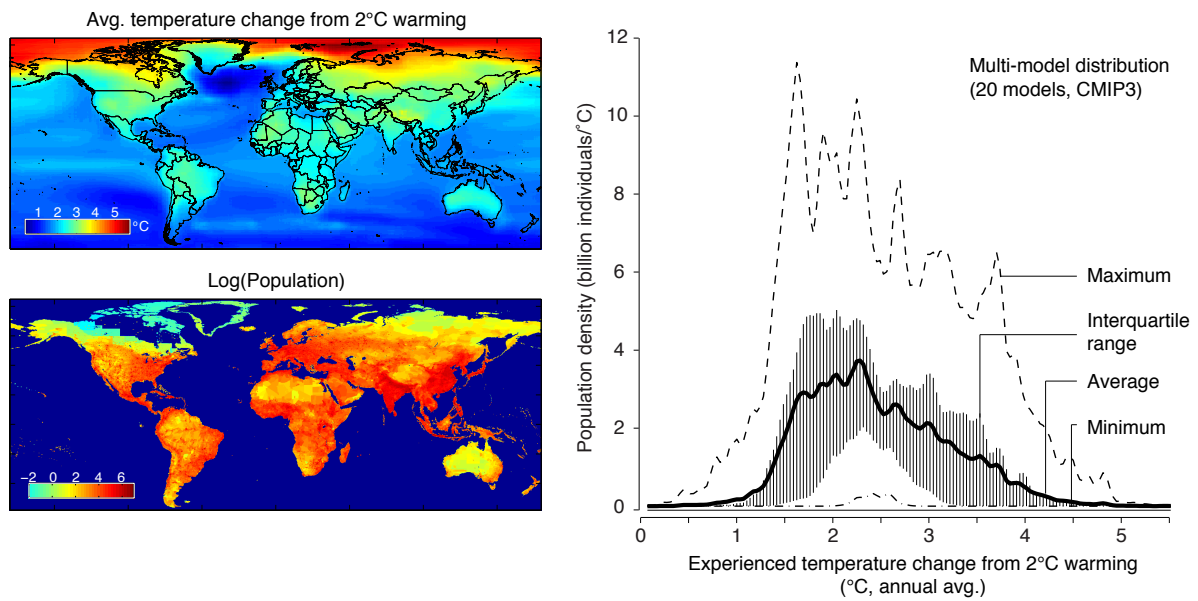 Avg. temperature change from 2°C warming
1 2 3 4 5
°C
Log(Population)
−2 0 2 4 6
12
10
8
6
4
2
0
Population density (billion individuals/°C)
Multi-model distribution
(20 models, CMIP3)
Maximum
Interquartile
range
Average
Minimum
0 1 2 3 4 5
Experienced temperature change from 2°C warming
(°C, annual avg.)